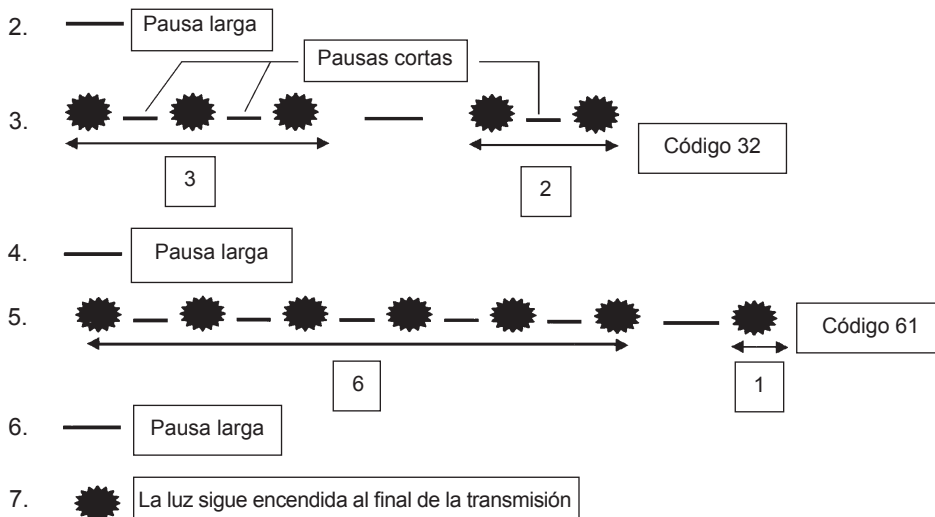 2. Pausa larga
Pausas cortas
3. Código 32
3 2
4. Pausa larga
5. Código 61
6 1
6. Pausa larga
7. La luz sigue encendida al final de la transmisión